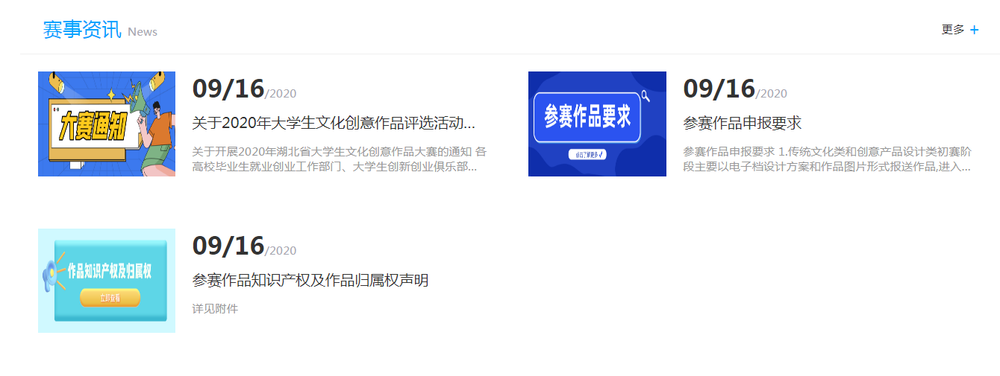 赛事资讯 News
更多 +
大赛通知
09/16/2020
关于2020年大学生文化创意作品评选活动...
关于开展2020年湖北省大学生文化创意作品大赛的通知 各
高校毕业生就业创业工作部门、大学生创新创业俱乐部...
参赛作品要求
点击了解更多
09/16/2020
参赛作品申报要求
参赛作品申报要求 1.传统文化类和创意产品设计类初赛阶
段主要以电子档设计方案和作品图片形式报送作品,进入...
作品知识产权及归属权
立即查看
09/16/2020
参赛作品知识产权及作品归属权声明
详见附件